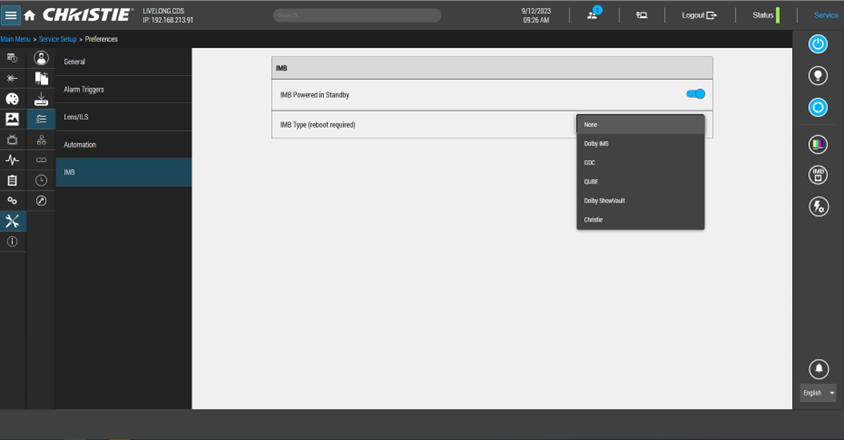 CHRISTIE
LIVELONG.CDS
IP: 192.168.213.91
Search...
9/12/2023
09:26 AM
2
Logout
Status
Service
Main Menu > Service Setup > Preferences
General
Alarm Triggers
Lens/ILS
Automation
IMB
IMB
IMB Powered in Standby
IMB Type (reboot required)
None
Dolby IMS
GDC
QUBE
Dolby ShowVault
Christie
IMB
English